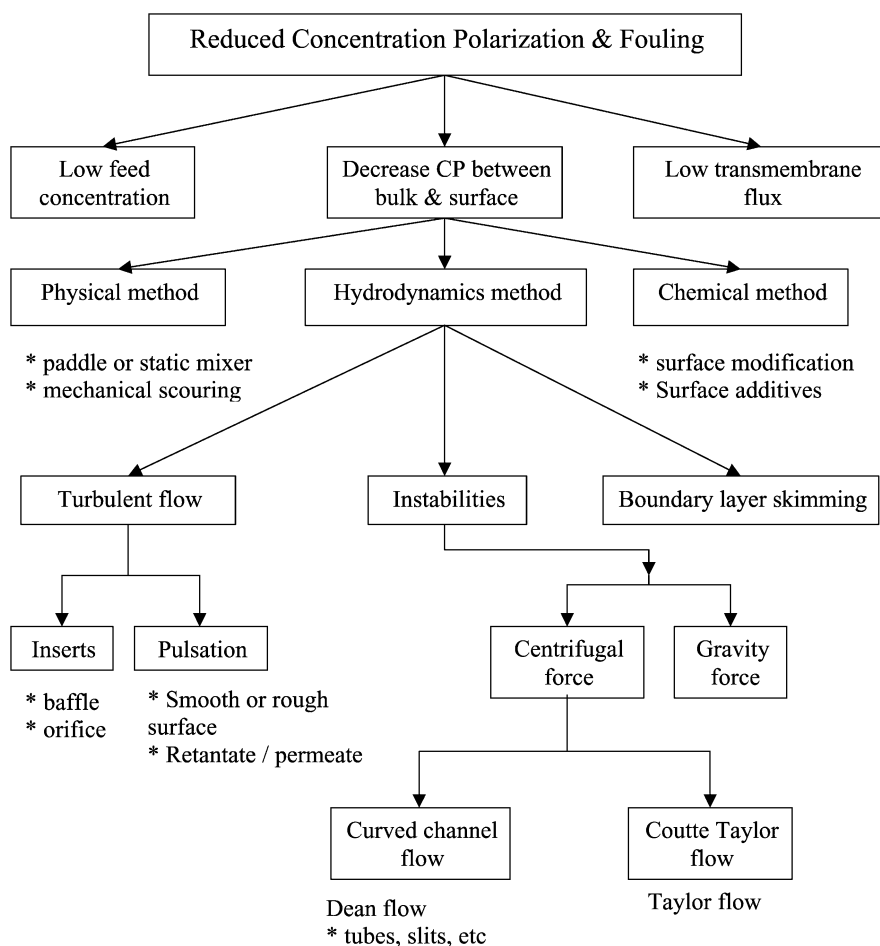 Reduced Concentration Polarization & Fouling
Low feed
concentration
Decrease CP between
bulk & surface
Low transmembrane
flux
Physical method
Hydrodynamics method
Chemical method
* paddle or static mixer
* mechanical scouring
* surface modification
* Surface additives
Turbulent flow
Instabilities
Boundary layer skimming
Inserts
Pulsation
Centrifugal
force
Gravity
force
* baffle
* orifice
* Smooth or rough
surface
* Retantate / permeate
Curved channel
flow
Coutte Taylor
flow
Dean flow
* tubes, slits, etc
Taylor flow